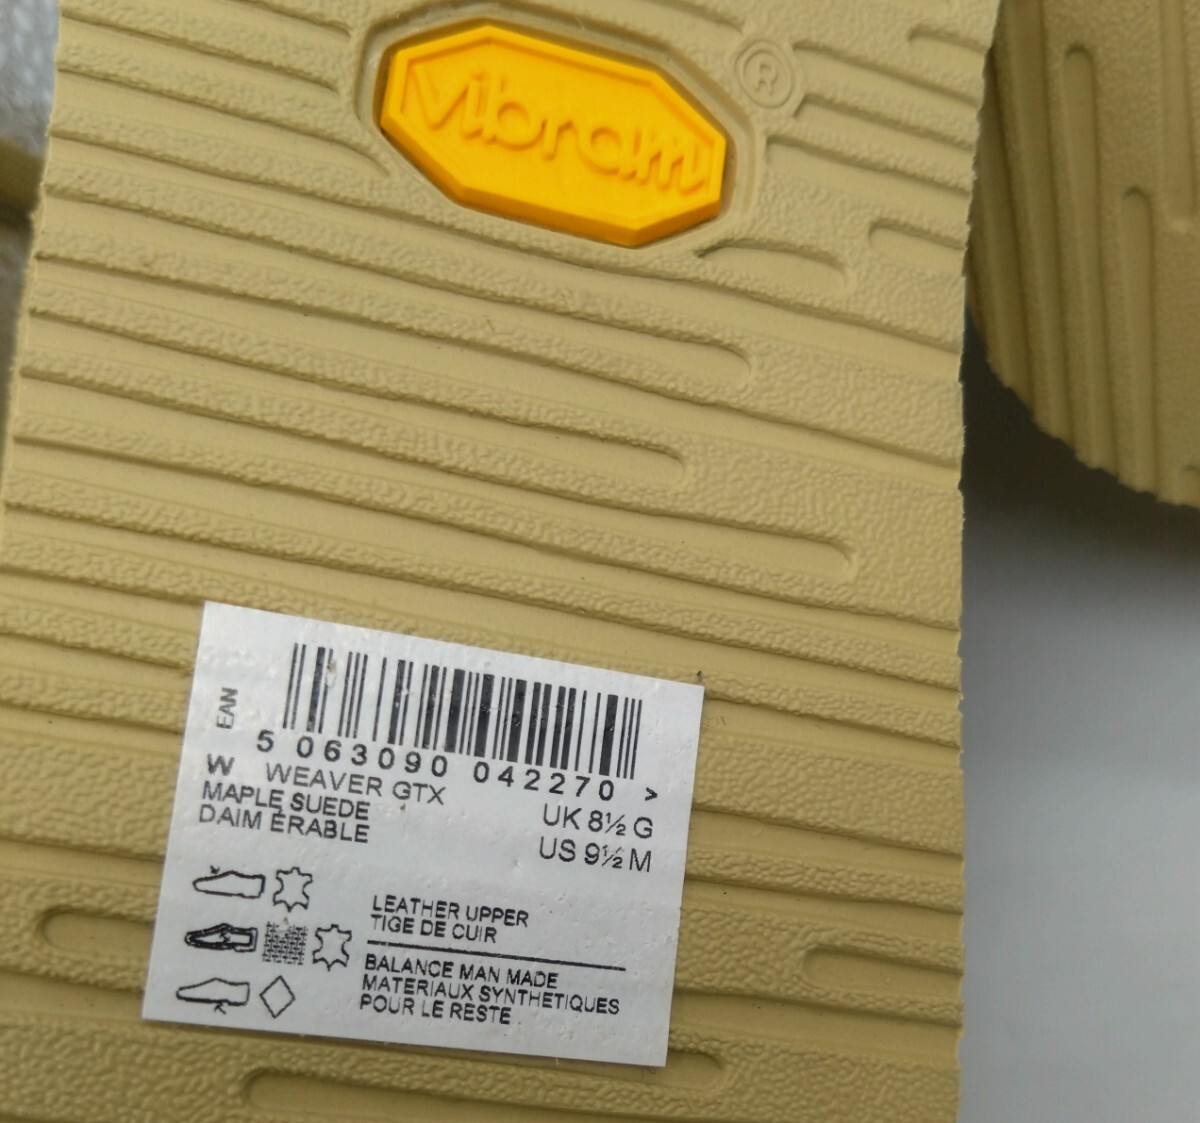 vibram
®
EAN
5 063090 042270 >
W WEAVER GTX
MAPLE SUEDE
DAIM ÉRABLE
UK 8½ G
US 9½ M
LEATHER UPPER
TIGE DE CUIR
BALANCE MAN MADE
MATERIAUX SYNTHETIQUES
POUR LE RESTE